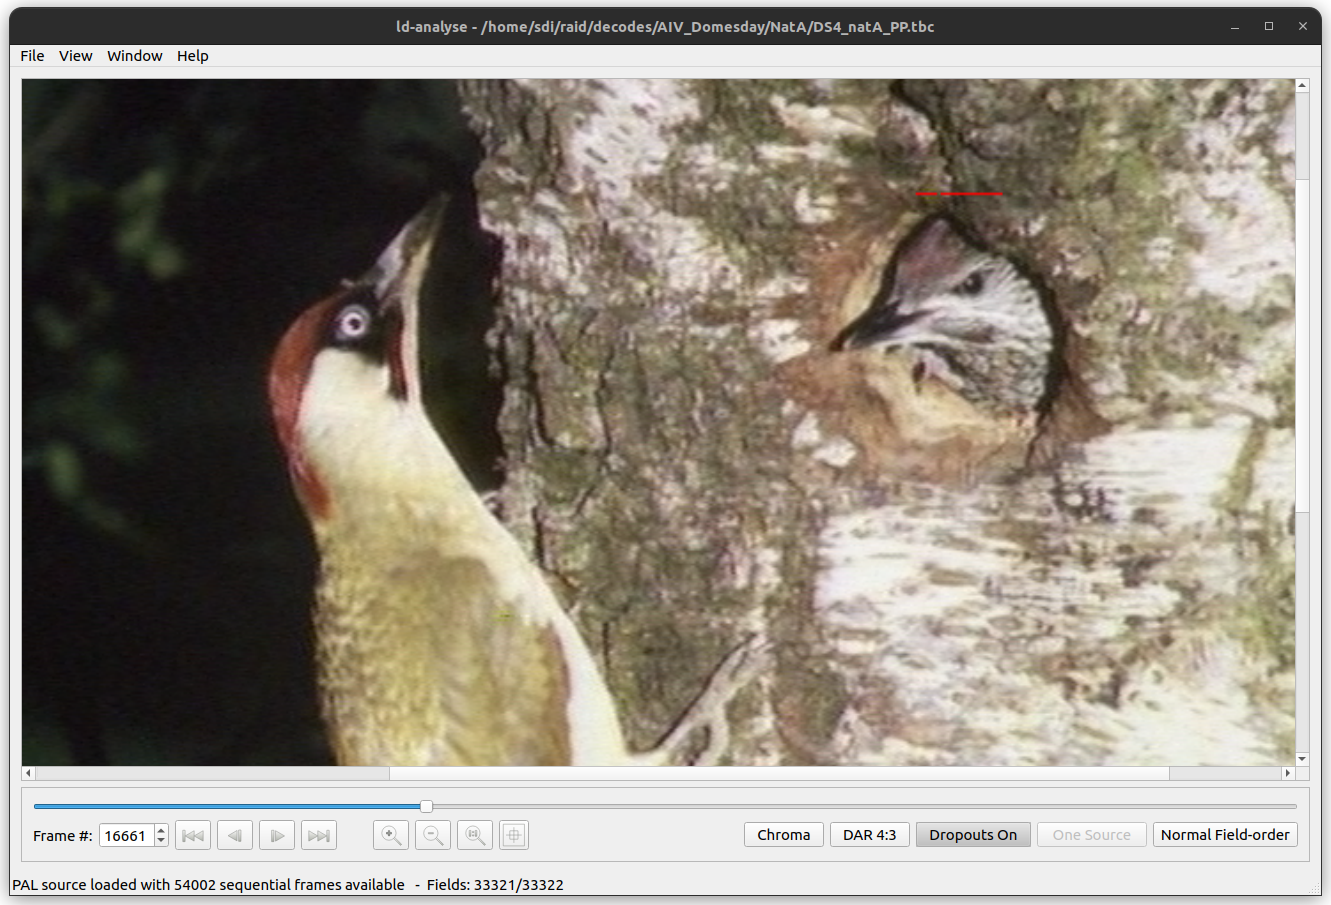 ld-analyse - /home/sdi/raid/decodes/AIV_Domesday/NatA/DS4_natA_PP.tbc
File View Window Help
Frame #: 16661 1:1 Chroma DAR 4:3 Dropouts On One Source Normal Field-order
PAL source loaded with 54002 sequential frames available - Fields: 33321/33322